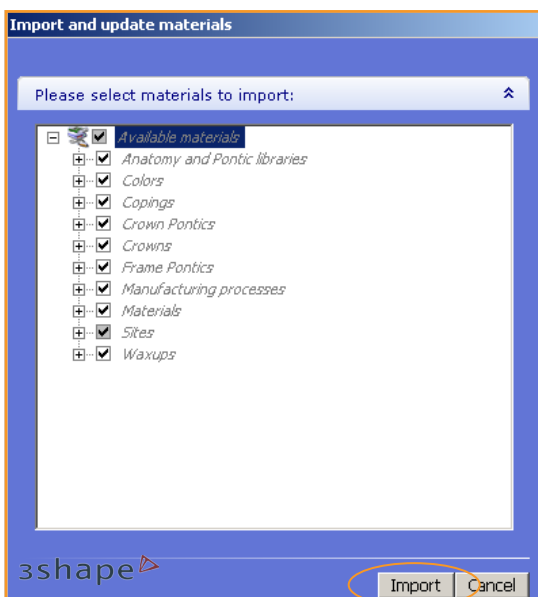 Import and update materials
Please select materials to import:
Available materials
Anatomy and Pontic libraries
Colors
Copings
Crown Pontics
Crowns
Frame Pontics
Manufacturing processes
Materials
Sites
Waxups
3shape
Import Cancel